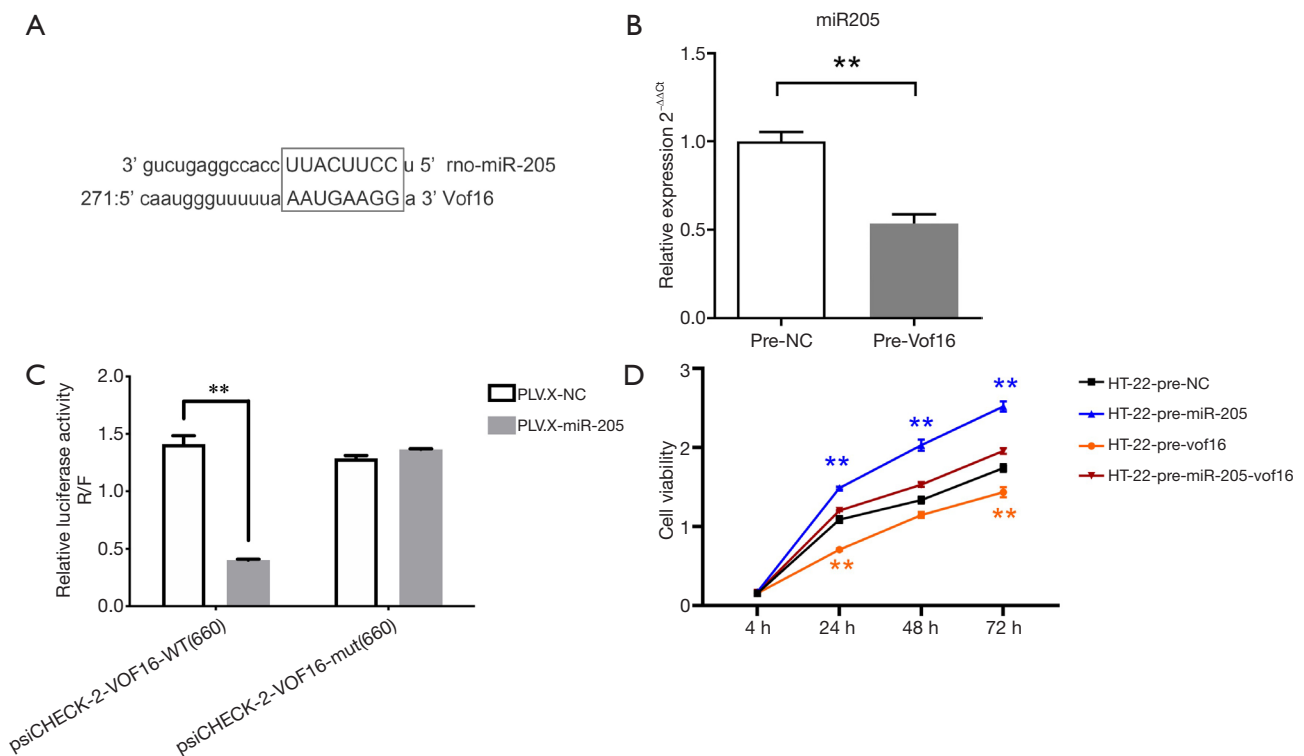 A
3' gucugaggccacc UUACUUCC u 5' rno-miR-205
271:5' caauggguuuuua AAUGAAGG a 3' Vof16
B
miR205
Relative expression 2^-ΔΔCt
1.5
1.0
0.5
0.0
**
Pre-NC
Pre-Vof16
C
Relative luciferase activity
R/F
2.0
1.5
1.0
0.5
0.0
**
PLV.X-NC
PLV.X-miR-205
psiCHECK-2-VOF16-WT(660)
psiCHECK-2-VOF16-mut(660)
D
Cell viability
3
2
1
0
**
**
**
**
**
4 h
24 h
48 h
72 h
HT-22-pre-NC
HT-22-pre-miR-205
HT-22-pre-vof16
HT-22-pre-miR-205-vof16